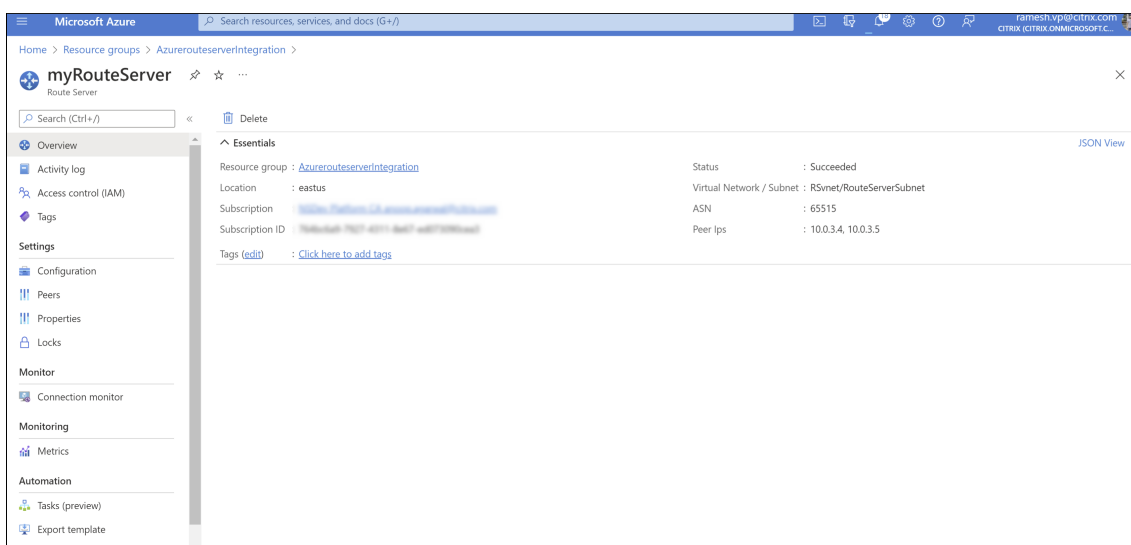 Microsoft Azure
Search resources, services, and docs (G+/)
18
ramesh.vp@citrix.com
CITRIX (CITRIX.ONMICROSOFT.C...
Home > Resource groups > AzurerouteserverIntegration >
myRouteServer
Route Server
Search (Ctrl+/)
Delete
Overview
Activity log
Access control (IAM)
Tags
Settings
Configuration
Peers
Properties
Locks
Monitor
Connection monitor
Monitoring
Metrics
Automation
Tasks (preview)
Export template
Essentials
JSON View
Resource group : AzurerouteserverIntegration
Location : eastus
Subscription :
Subscription ID :
Tags (edit) : Click here to add tags
Status : Succeeded
Virtual Network / Subnet : RSvnet/RouteServerSubnet
ASN : 65515
Peer Ips : 10.0.3.4, 10.0.3.5